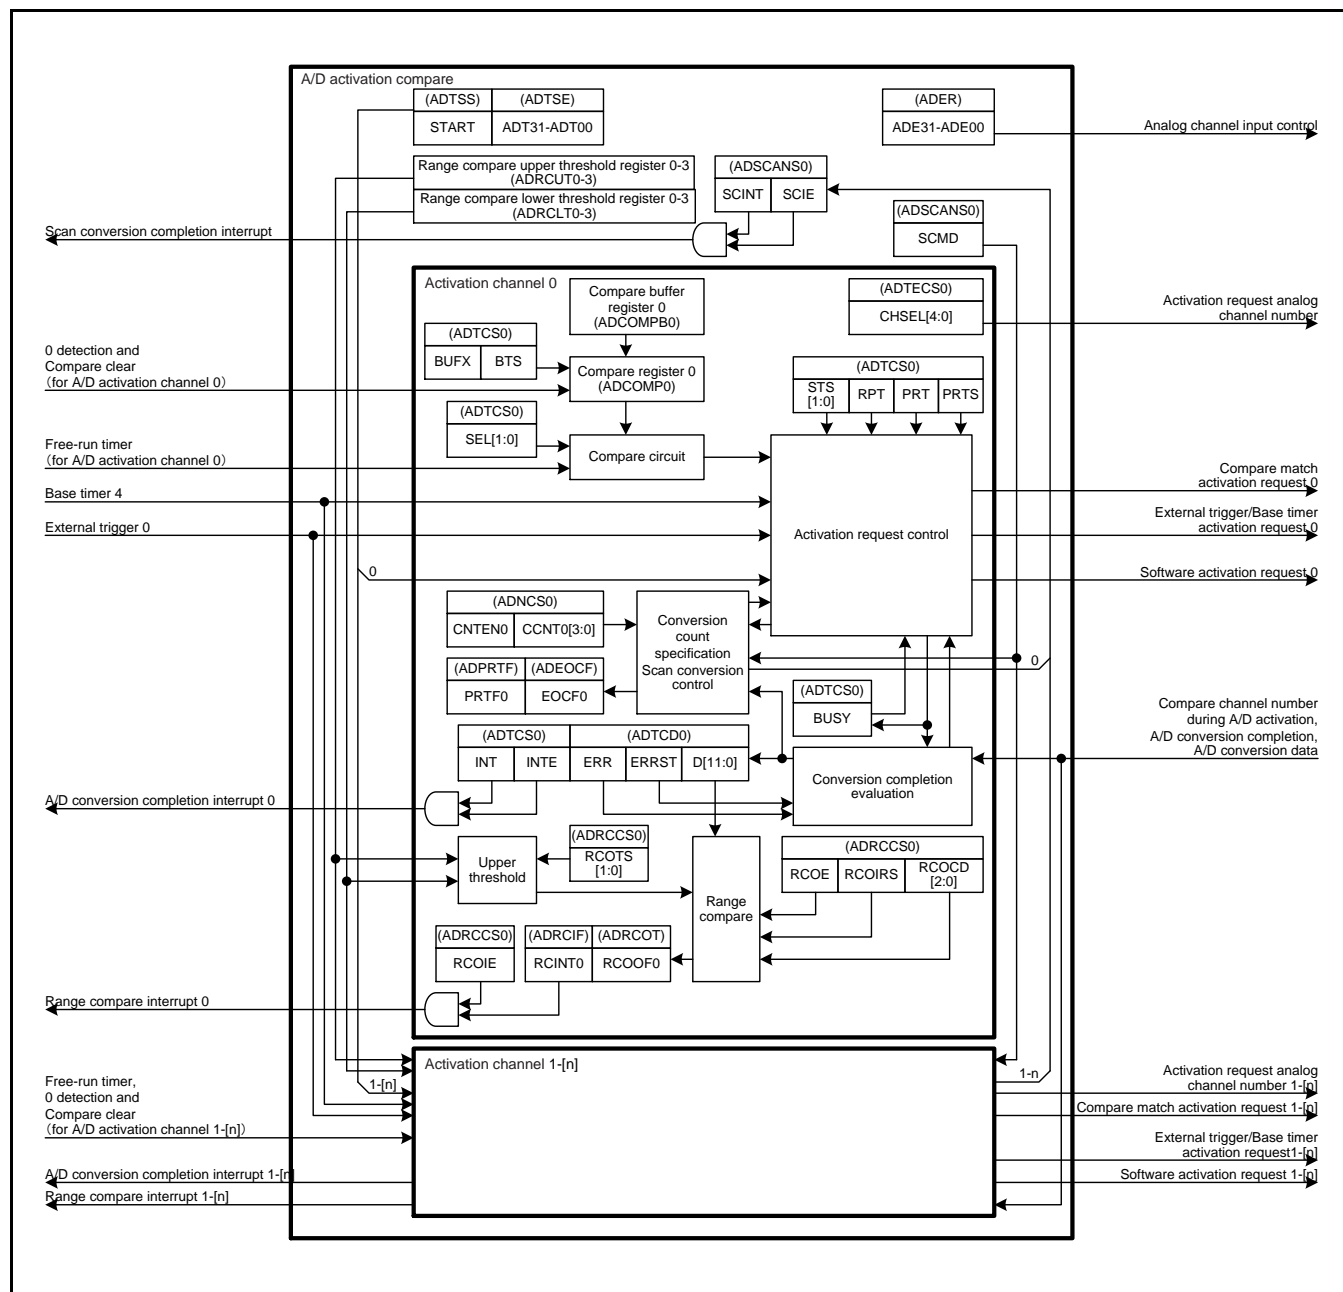 A/D activation compare
(ADTSS) (ADTSE)
START ADT31-ADT00
(ADER)
ADE31-ADE00
Analog channel input control
Range compare upper threshold register 0-3
(ADRCUT0-3)
Range compare lower threshold register 0-3
(ADRCLT0-3)
(ADSCANS0)
SCINT SCIE
(ADSCANS0)
SCMD
Scan conversion completion interrupt
Activation channel 0
Compare buffer
register 0
(ADCOMPB0)
(ADTECS0)
CHSEL[4:0]
Activation request analog
channel number
(ADTCS0)
BUFX BTS
0 detection and
Compare clear
(for A/D activation channel 0)
Compare register 0
(ADCOMP0)
(ADTCS0)
STS
[1:0]
RPT PRT PRTS
(ADTCS0)
SEL[1:0]
Compare circuit
Free-run timer
(for A/D activation channel 0)
Base timer 4
External trigger 0
Activation request control
Compare match
activation request 0
External trigger/Base timer
activation request 0
Software activation request 0
0
(ADNCS0)
CNTEN0 CCNT0[3:0]
Conversion
count
specification
Scan conversion
control
0
(ADPRTF) (ADEOCF)
PRTF0 EOCF0
(ADTCS0)
BUSY
Compare channel number
during A/D activation,
A/D conversion completion,
A/D conversion data
(ADTCS0) (ADTCD0)
INT INTE ERR ERRST D[11:0]
Conversion completion
evaluation
A/D conversion completion interrupt 0
(ADRCCS0)
RCOTS
[1:0]
Upper
threshold
(ADRCCS0)
RCOE RCOIRS RCOCD
[2:0]
Range
compare
(ADRCCS0) (ADRCIF) (ADRCOT)
RCOIE RCINT0 RCOOF0
Range compare interrupt 0
Activation channel 1-[n]
1-[n]
1-n
Free-run timer,
0 detection and
Compare clear
(for A/D activation channel 1-[n])
Activation request analog
channel number 1-[n]
Compare match activation request 1-[n]
External trigger/Base timer
activation request1-[n]
Software activation request 1-[n]
A/D conversion completion interrupt 1-[n]
Range compare interrupt 1-[n]